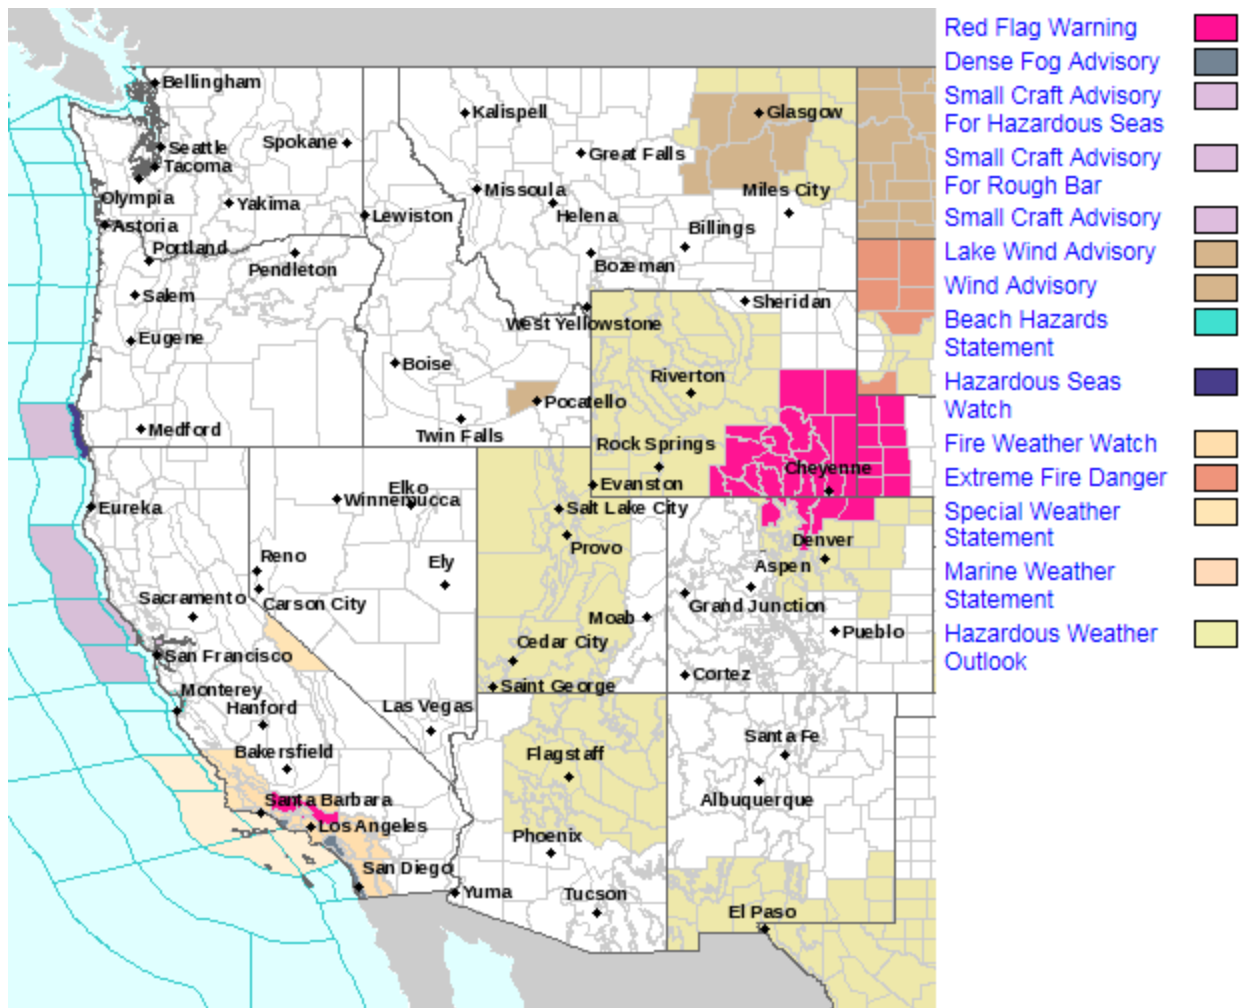 Red Flag Warning
Dense Fog Advisory
Small Craft Advisory
For Hazardous Seas
Small Craft Advisory
For Rough Bar
Small Craft Advisory
Lake Wind Advisory
Wind Advisory
Beach Hazards
Statement
Hazardous Seas
Watch
Fire Weather Watch
Extreme Fire Danger
Special Weather
Statement
Marine Weather
Statement
Hazardous Weather
Outlook
Bellingham
Kalispell
Glasgow
Seattle
Spokane
Great Falls
Tacoma
Missoula
Miles City
Olympia
Yakima
Lewiston
Helena
Astoria
Billings
Portland
Pendleton
Bozeman
Salem
Sheridan
West Yellowstone
Eugene
Boise
Riverton
Pocatello
Medford
Twin Falls
Rock Springs
Cheyenne
Evanston
Elko
Winnemucca
Eureka
Salt Lake City
Provo
Denver
Reno
Ely
Aspen
Sacramento
Carson City
Grand Junction
Moab
Pueblo
Cedar City
San Francisco
Cortez
Saint George
Monterey
Hanford
Las Vegas
Santa Fe
Bakersfield
Flagstaff
Santa Barbara
Albuquerque
Los Angeles
Phoenix
San Diego
Yuma
Tucson
El Paso